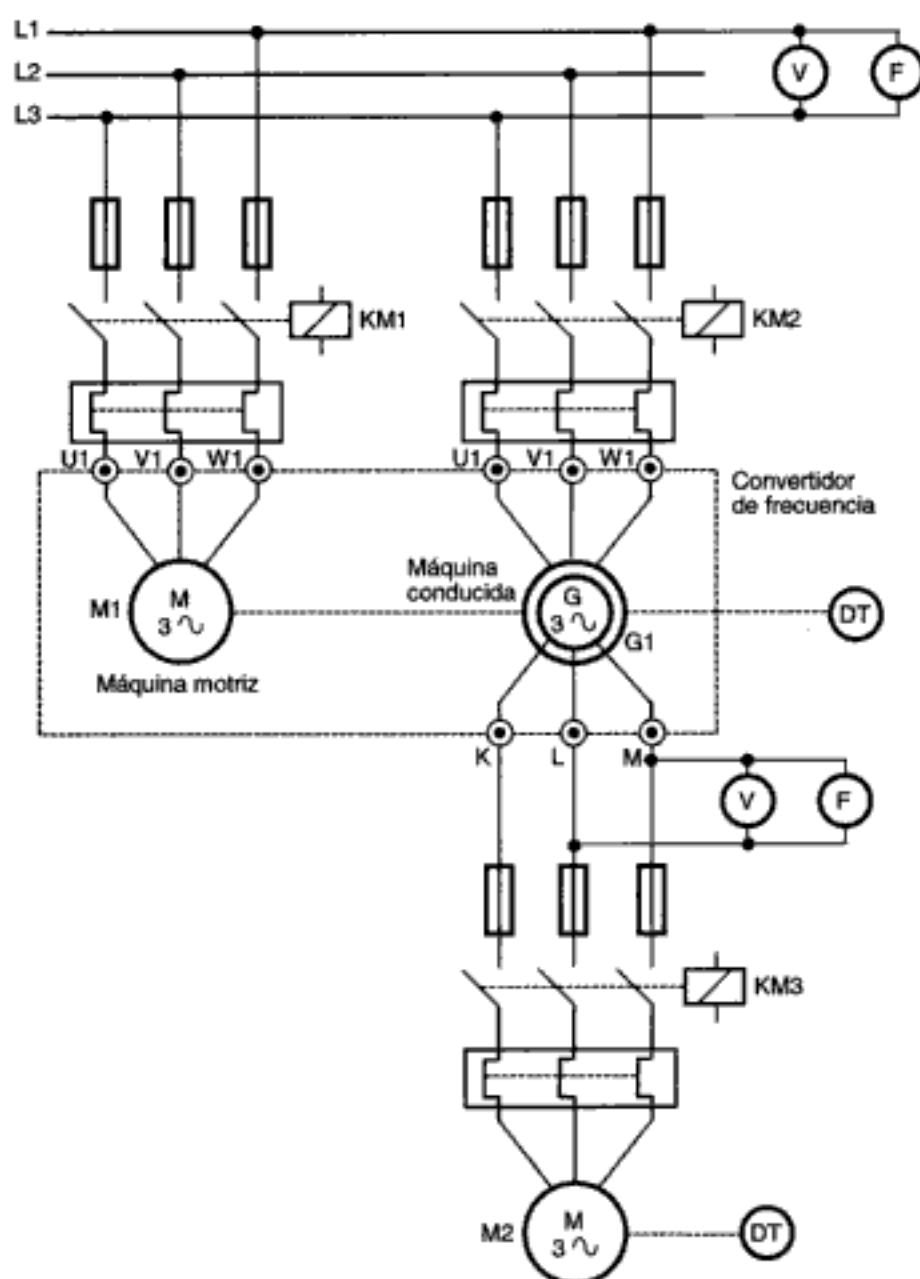 L1
L2
V F
L3
KM1 KM2
U1 V1 W1 U1 V1 W1
Convertidor
de frecuencia
Máquina
conducida
M1 M
3
G
3
G1
DT
Máquina motriz
K L M
V F
KM3
M2 M
3
DT